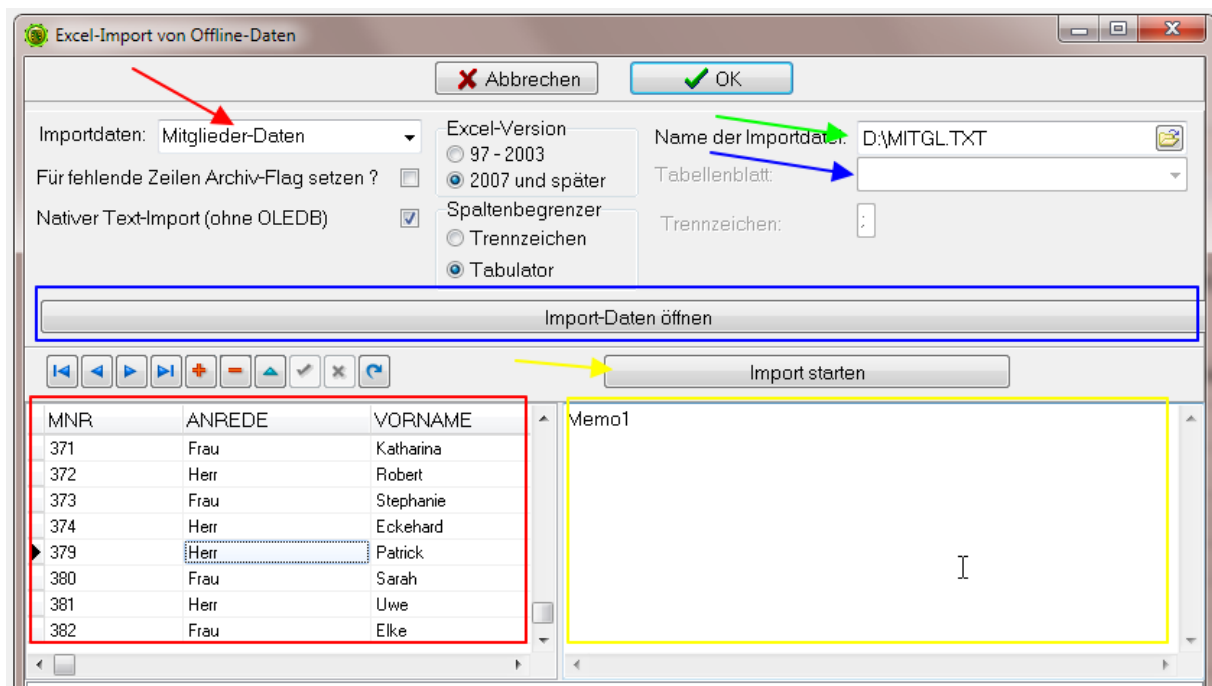 Excel-Import von Offline-Daten
Abbrechen OK
Importdaten: Mitglieder-Daten
Für fehlende Zeilen Archiv-Flag setzen ?
Nativer Text-Import (ohne OLEDB)
Excel-Version
97 - 2003
2007 und später
Spaltenbegrenzer
Trennzeichen
Tabulator
Name der Importdatei: D:\MITGL.TXT
Tabellenblatt:
Trennzeichen: ;
Import-Daten öffnen
Import starten
MNR ANREDE VORNAME
371 Frau Katharina
372 Herr Robert
373 Frau Stephanie
374 Herr Eckehard
379 Herr Patrick
380 Frau Sarah
381 Herr Uwe
382 Frau Elke
Memo1